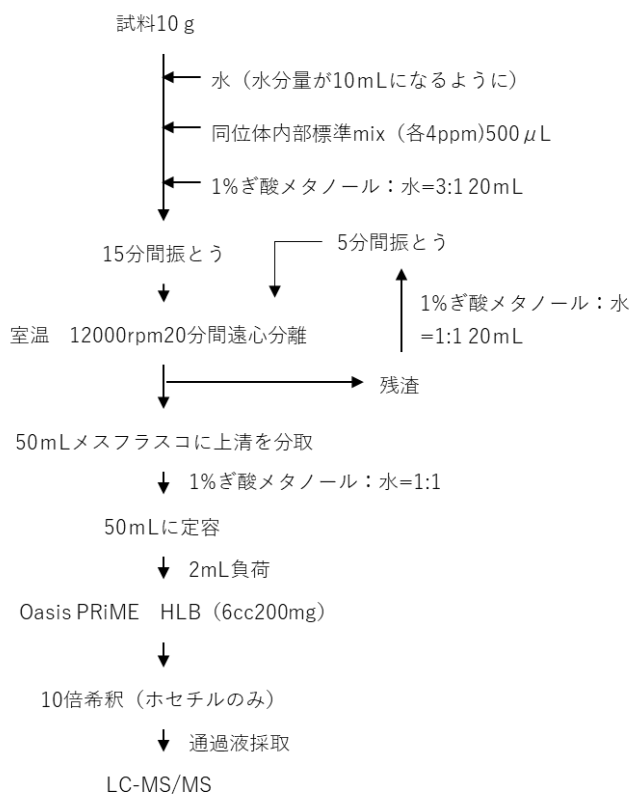 試料10ｇ
水（水分量が10mLになるように）
同位体内部標準mix（各4ppm)500μL
1%ぎ酸メタノール：水=3:1 20mL
15分間振とう
5分間振とう
1%ぎ酸メタノール：水
=1:1 20mL
室温　12000rpm20分間遠心分離
残渣
50mLメスフラスコに上清を分取
1%ぎ酸メタノール：水=1:1
50mLに定容
2mL負荷
Oasis PRiME　HLB（6cc200mg）
10倍希釈（ホセチルのみ）
通過液採取
LC-MS/MS